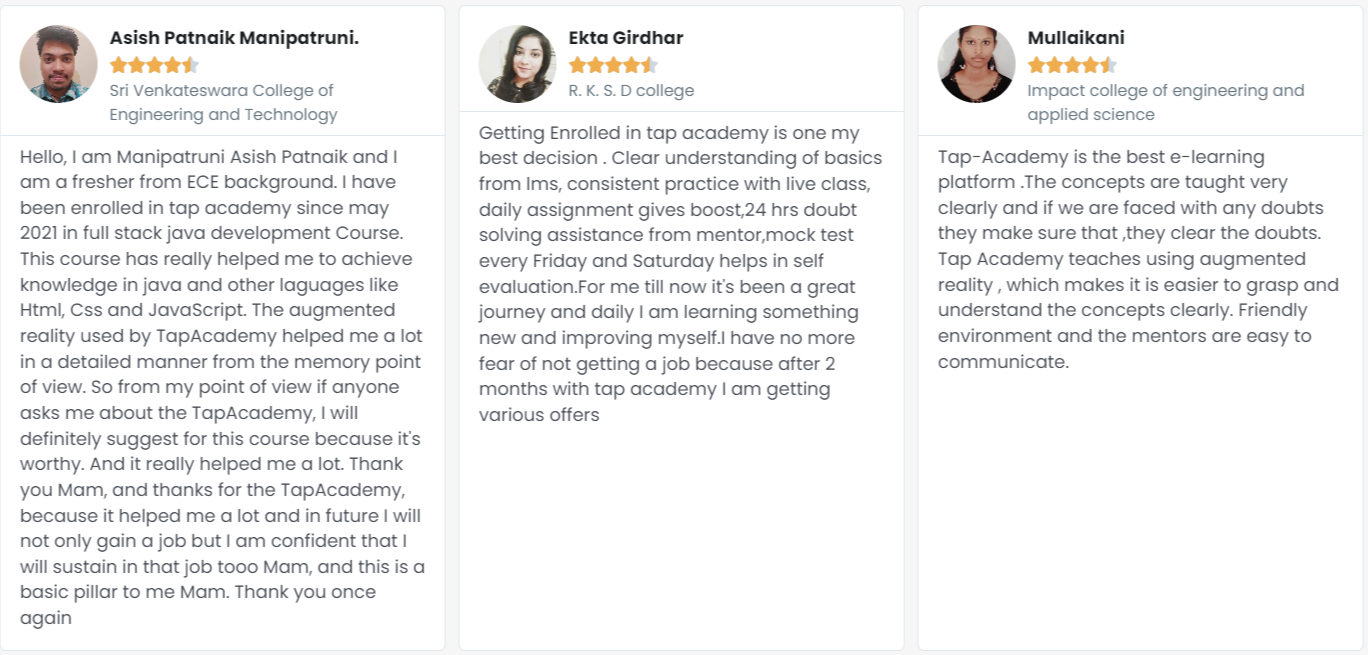 Asish Patnaik Manipatruni.
Sri Venkateswara College of
Engineering and Technology
Hello, I am Manipatruni Asish Patnaik and I
am a fresher from ECE background. I have
been enrolled in tap academy since may
2021 in full stack java development Course.
This course has really helped me to achieve
knowledge in java and other laguages like
Html, Css and JavaScript. The augmented
reality used by TapAcademy helped me a lot
in a detailed manner from the memory point
of view. So from my point of view if anyone
asks me about the TapAcademy, I will
definitely suggest for this course because it's
worthy. And it really helped me a lot. Thank
you Mam, and thanks for the TapAcademy,
because it helped me a lot and in future I will
not only gain a job but I am confident that I
will sustain in that job tooo Mam, and this is a
basic pillar to me Mam. Thank you once
again
Ekta Girdhar
R. K. S. D college
Getting Enrolled in tap academy is one my
best decision . Clear understanding of basics
from lms, consistent practice with live class,
daily assignment gives boost,24 hrs doubt
solving assistance from mentor,mock test
every Friday and Saturday helps in self
evaluation.For me till now it's been a great
journey and daily I am learning something
new and improving myself.I have no more
fear of not getting a job because after 2
months with tap academy I am getting
various offers
Mullaikani
Impact college of engineering and
applied science
Tap-Academy is the best e-learning
platform .The concepts are taught very
clearly and if we are faced with any doubts
they make sure that ,they clear the doubts.
Tap Academy teaches using augmented
reality , which makes it is easier to grasp and
understand the concepts clearly. Friendly
environment and the mentors are easy to
communicate.